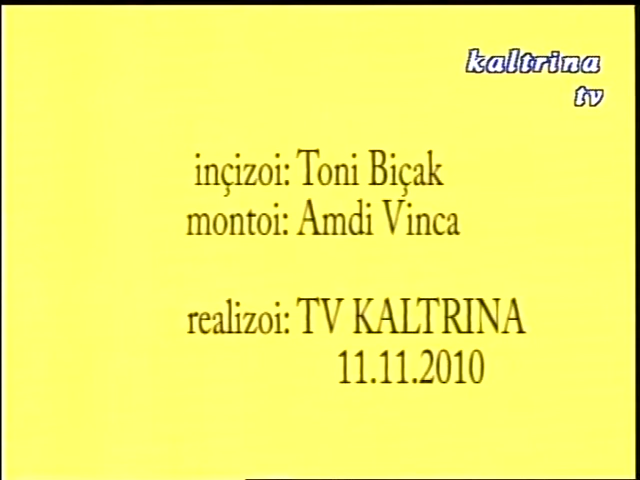 kaltrina
tv
inçizoi: Toni Biçak
montoi: Amdi Vinca
realizoi: TV KALTRINA
11.11.2010